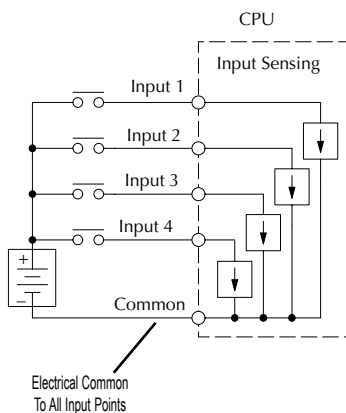 CPU
Input Sensing
Input 1
Input 2
Input 3
Input 4
+
–
Common
Electrical Common
To All Input Points